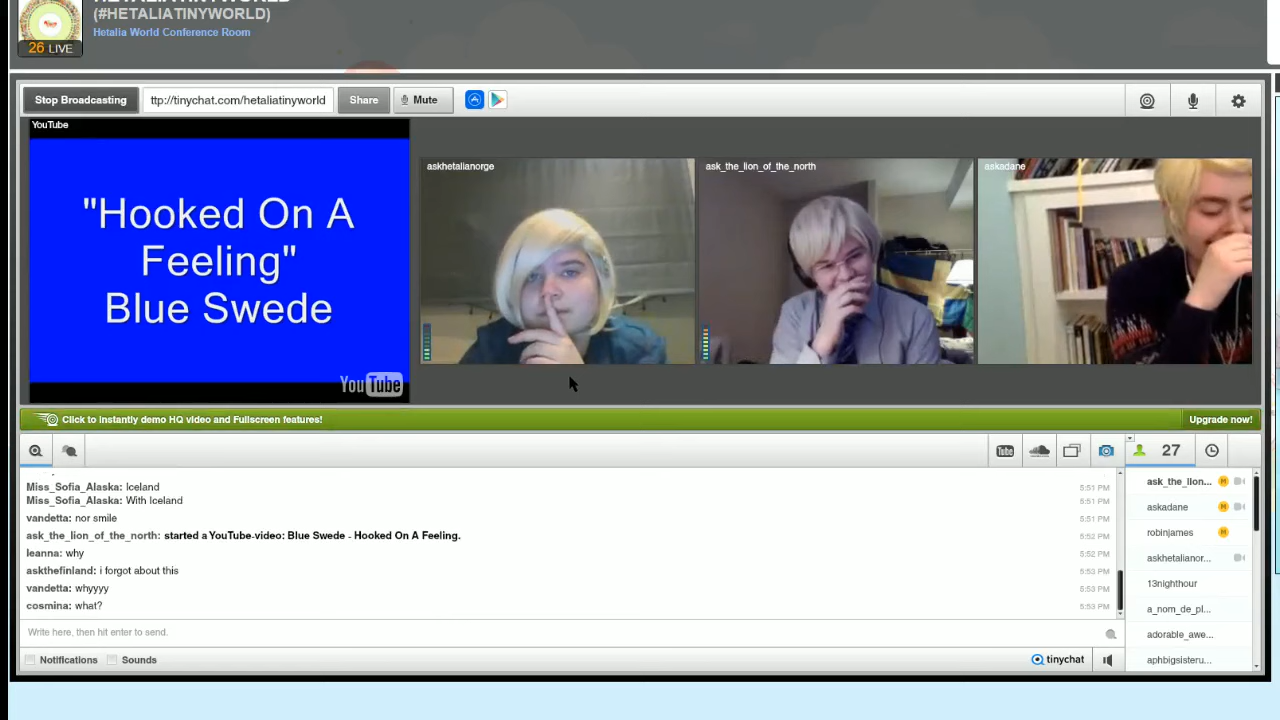 HETALIATINYWORLD
(#HETALIATINYWORLD)
Hetalia World Conference Room
26 LIVE
Stop Broadcasting
ttp://tinychat.com/hetaliatinyworld
Share
Mute
YouTube
"Hooked On A
Feeling"
Blue Swede
YouTube
askhetalianorge
ask_the_lion_of_the_north
askadane
Click to instantly demo HQ video and Fullscreen features!
Upgrade now!
You Tube
27
Miss_Sofia_Alaska: Iceland 5:51 PM
Miss_Sofia_Alaska: With Iceland 5:51 PM
vandetta: nor smile 5:51 PM
ask_the_lion_of_the_north: started a YouTube-video: Blue Swede - Hooked On A Feeling. 5:52 PM
leanna: why 5:52 PM
askthefinland: i forgot about this 5:53 PM
vandetta: whyyyy 5:53 PM
cosmina: what? 5:53 PM
Write here, then hit enter to send.
Notifications
Sounds
tinychat
ask_the_lion... M
askadane M
robinjames M
askhetalianor...
13nighthour
a_nom_de_pl...
adorable_awe...
aphbigsisteru...